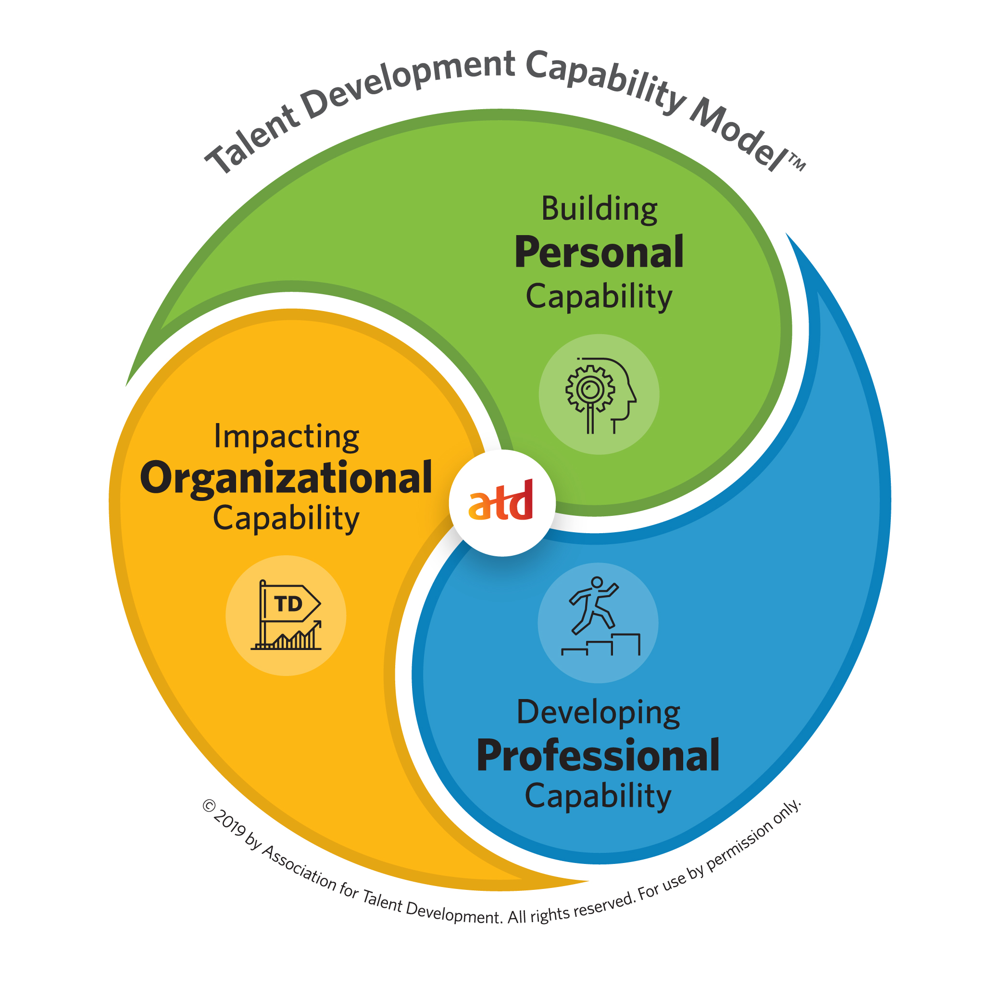 Talent Development Capability Model™
Building
Personal
Capability
Impacting
Organizational
Capability
atd
TD
Developing
Professional
Capability
© 2019 by Association for Talent Development. All rights reserved. For use by permission only.